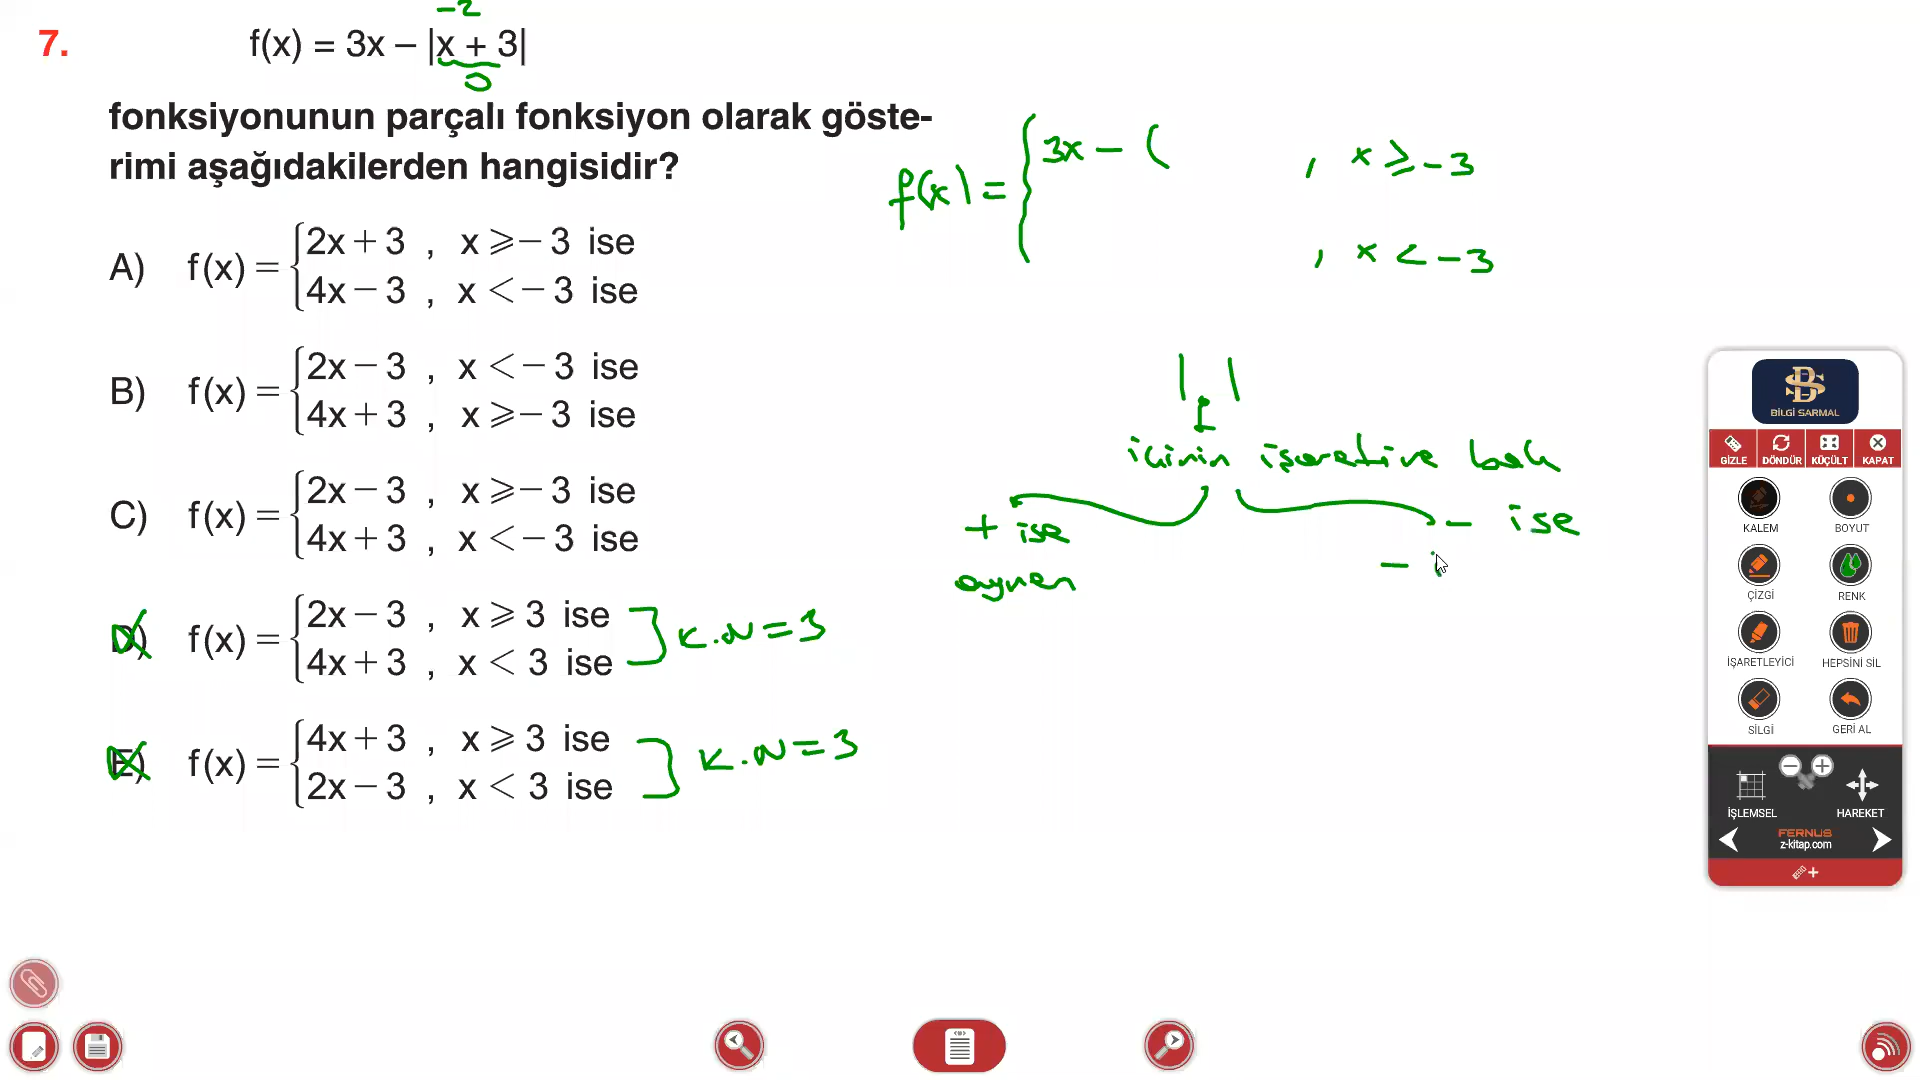 -2
7. f(x) = 3x – |x + 3|
0
fonksiyonunun parçalı fonksiyon olarak göste-
rimi aşağıdakilerden hangisidir?
A) f(x) = { 2x + 3 , x ⩾ – 3 ise
4x – 3 , x < – 3 ise
B) f(x) = { 2x – 3 , x < – 3 ise
4x + 3 , x ⩾ – 3 ise
C) f(x) = { 2x – 3 , x ⩾ – 3 ise
4x + 3 , x < – 3 ise
D) f(x) = { 2x – 3 , x ⩾ 3 ise
4x + 3 , x < 3 ise
] K.N = 3
E) f(x) = { 4x + 3 , x ⩾ 3 ise
2x – 3 , x < 3 ise
] K.N = 3
f(x) = { 3x – ( , x ⩾ -3
, x < -3
| |
içinin işaretine bak
+ ise
aynen
- ise
-
BİLGİ SARMAL
GİZLE DÖNDÜR KÜÇÜLT KAPAT
KALEM BOYUT
ÇİZGİ RENK
İŞARETLEYİCİ HEPSİNİ SİL
SİLGİ GERİ AL
İŞLEMSEL HAREKET
FERNUS
z-kitap.com